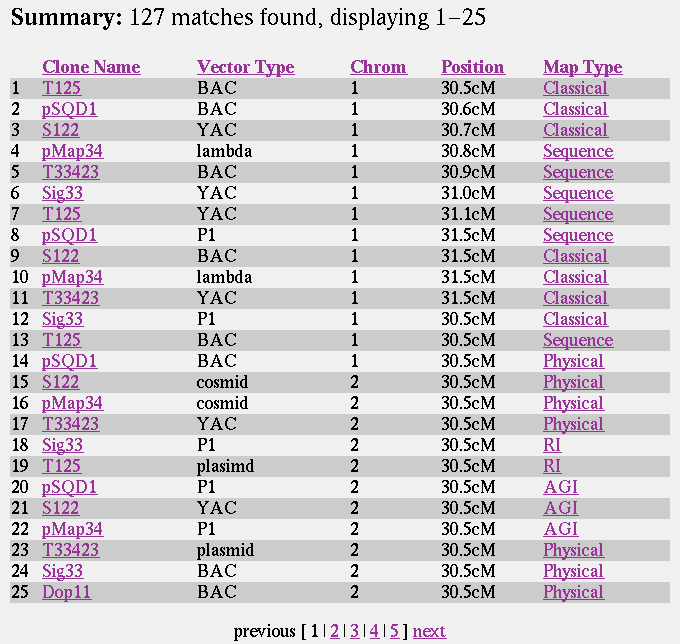 Summary: 127 matches found, displaying 1–25
Clone Name Vector Type Chrom Position Map Type
1 T125 BAC 1 30.5cM Classical
2 pSQD1 BAC 1 30.6cM Classical
3 S122 YAC 1 30.7cM Classical
4 pMap34 lambda 1 30.8cM Sequence
5 T33423 BAC 1 30.9cM Sequence
6 Sig33 YAC 1 31.0cM Sequence
7 T125 YAC 1 31.1cM Sequence
8 pSQD1 P1 1 31.5cM Sequence
9 S122 BAC 1 31.5cM Classical
10 pMap34 lambda 1 31.5cM Classical
11 T33423 YAC 1 31.5cM Classical
12 Sig33 P1 1 30.5cM Classical
13 T125 BAC 1 30.5cM Sequence
14 pSQD1 BAC 1 30.5cM Physical
15 S122 cosmid 2 30.5cM Physical
16 pMap34 cosmid 2 30.5cM Physical
17 T33423 YAC 2 30.5cM Physical
18 Sig33 P1 2 30.5cM RI
19 T125 plasimd 2 30.5cM RI
20 pSQD1 P1 2 30.5cM AGI
21 S122 YAC 2 30.5cM AGI
22 pMap34 P1 2 30.5cM AGI
23 T33423 plasmid 2 30.5cM Physical
24 Sig33 BAC 2 30.5cM Physical
25 Dop11 BAC 2 30.5cM Physical
previous [ 1 | 2 | 3 | 4 | 5 ] next